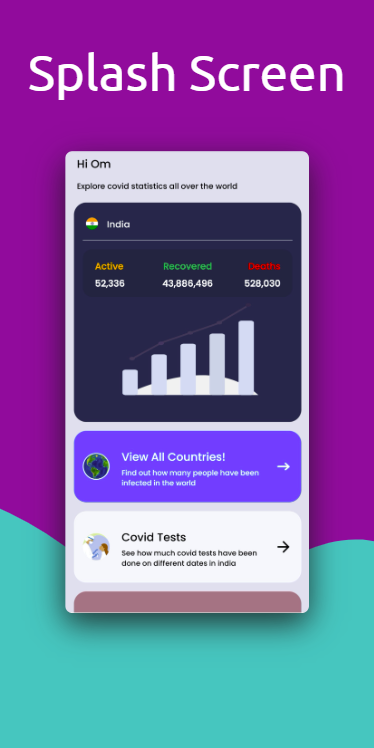 Splash Screen
Hi Om
Explore covid statistics all over the world
India
Active Recovered Deaths
52,336 43,886,496 528,030
View All Countries!
Find out how many people have been
infected in the world
Covid Tests
See how much covid tests have been
done on different dates in india